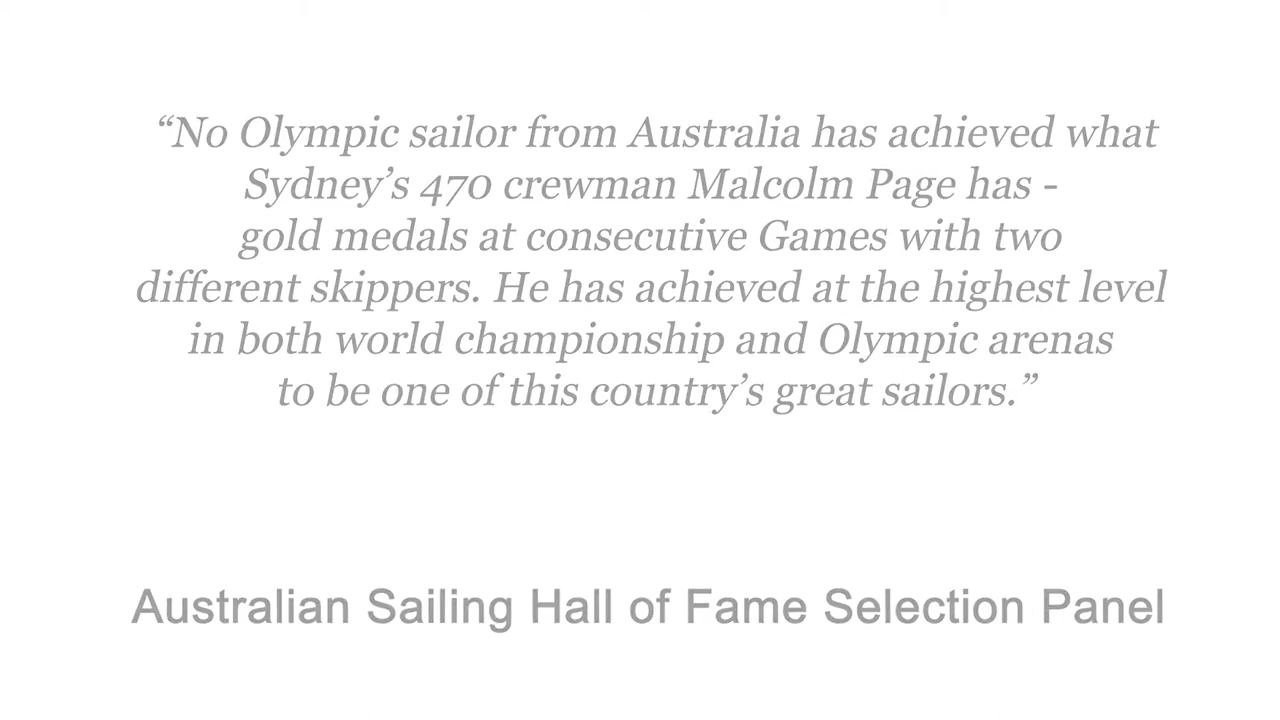 “No Olympic sailor from Australia has achieved what
Sydney’s 470 crewman Malcolm Page has -
gold medals at consecutive Games with two
different skippers. He has achieved at the highest level
in both world championship and Olympic arenas
to be one of this country’s great sailors.”
Australian Sailing Hall of Fame Selection Panel